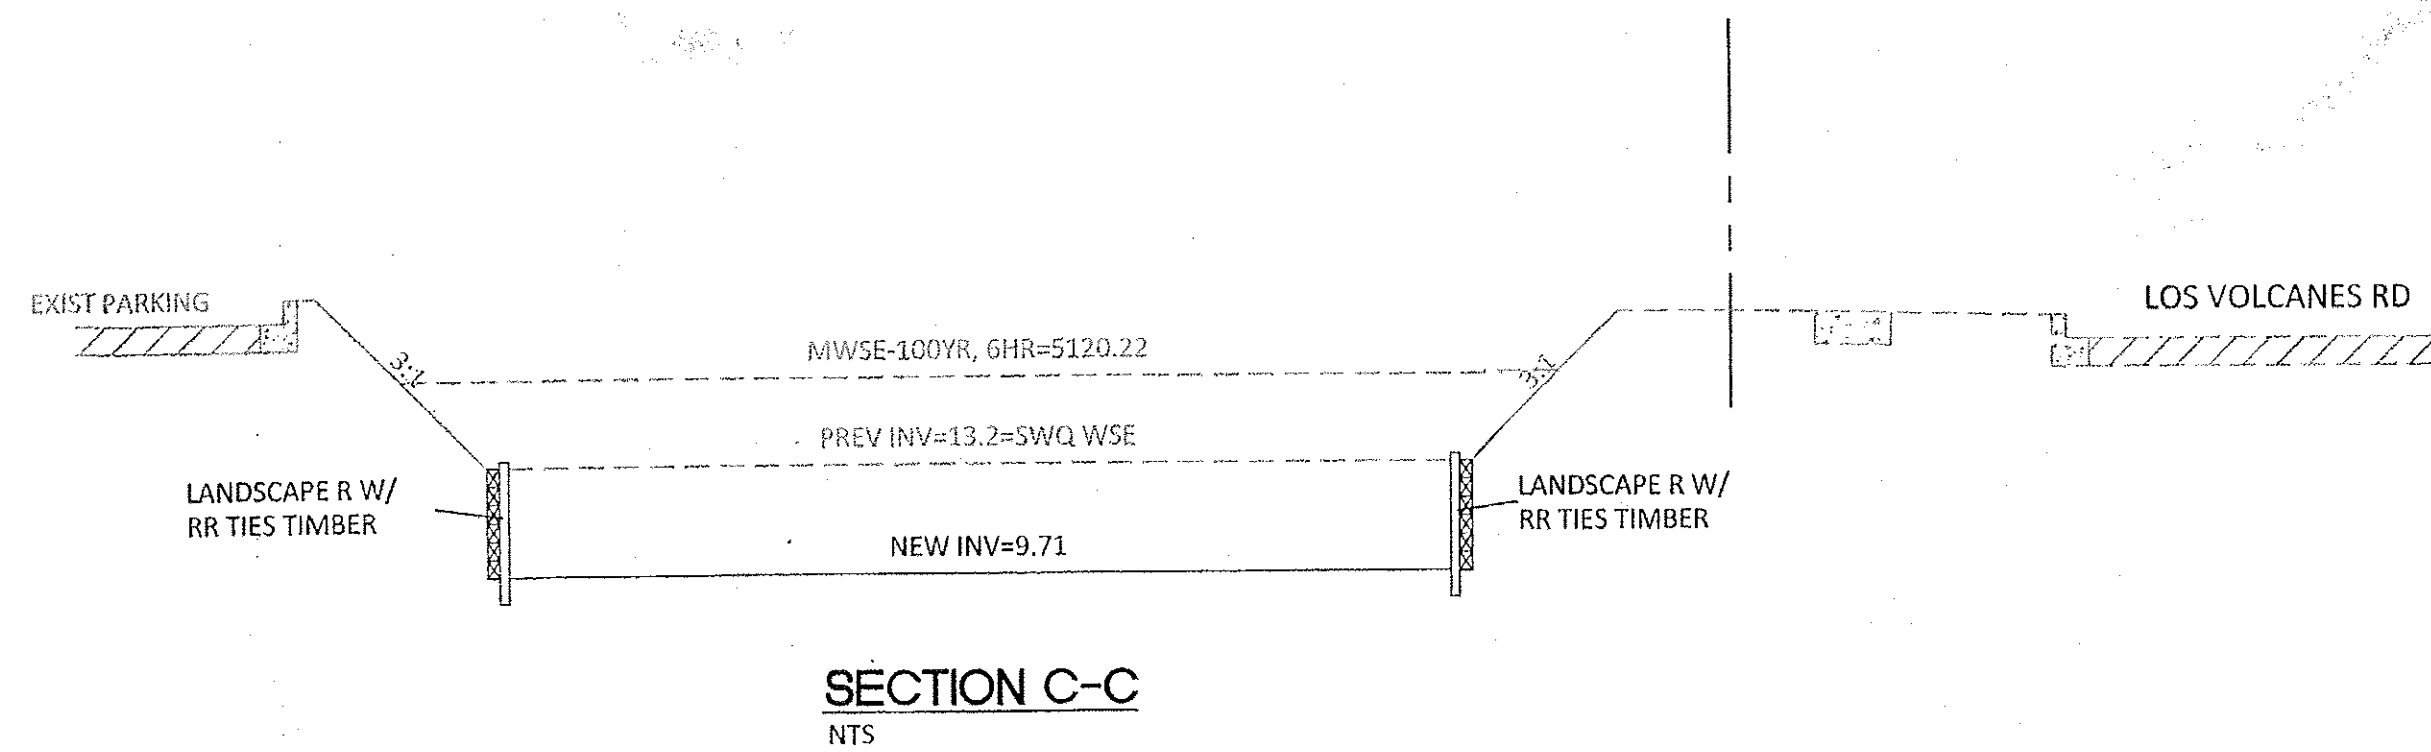 EXIST PARKING
LOS VOLCANES RD
MWSE-100YR, 6HR=5120.22
3:1
3:1
PREV INV=13.2=SWQ WSE
LANDSCAPE R W/
RR TIES TIMBER
LANDSCAPE R W/
RR TIES TIMBER
NEW INV=9.71
SECTION C-C
NTS